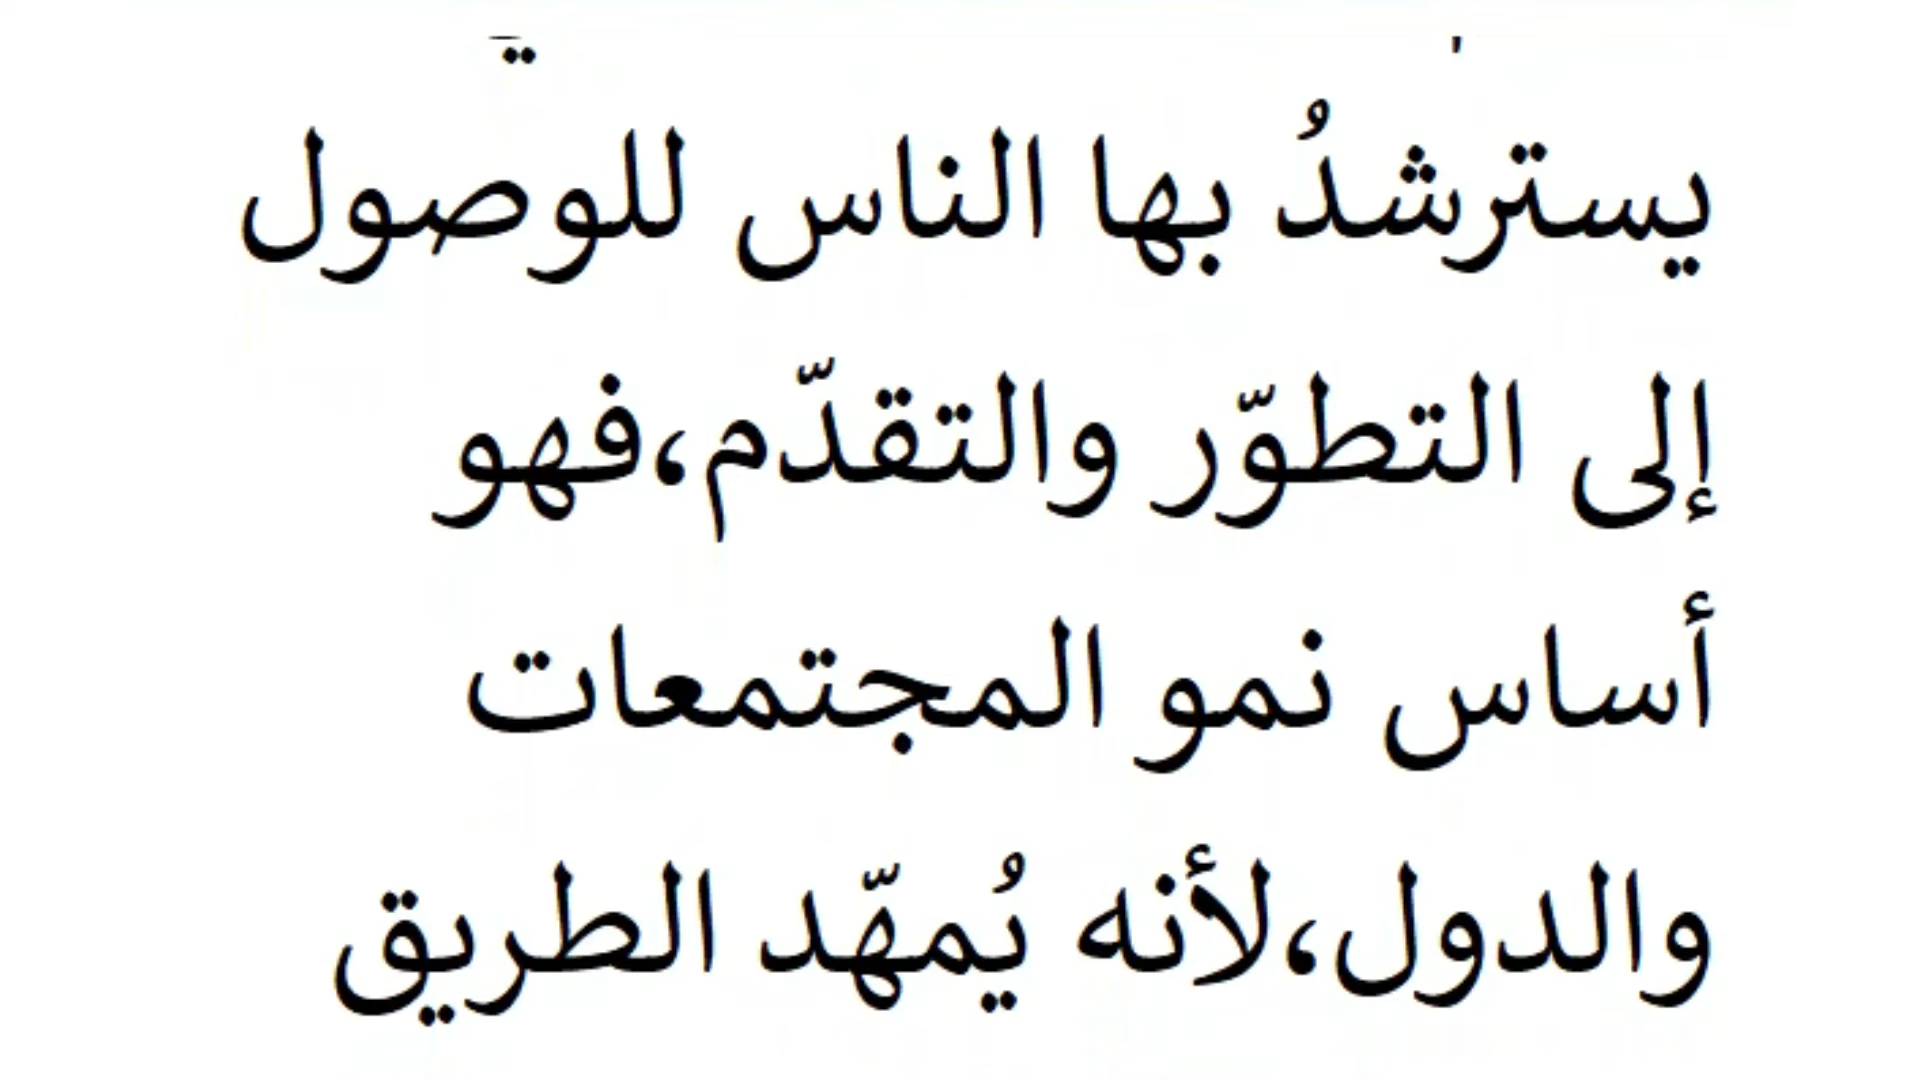 يسترشدُ بها الناس للوصول
إلى التطوّر والتقدّم،فهو
أساس نمو المجتمعات
والدول،لأنه يُمهّد الطريق